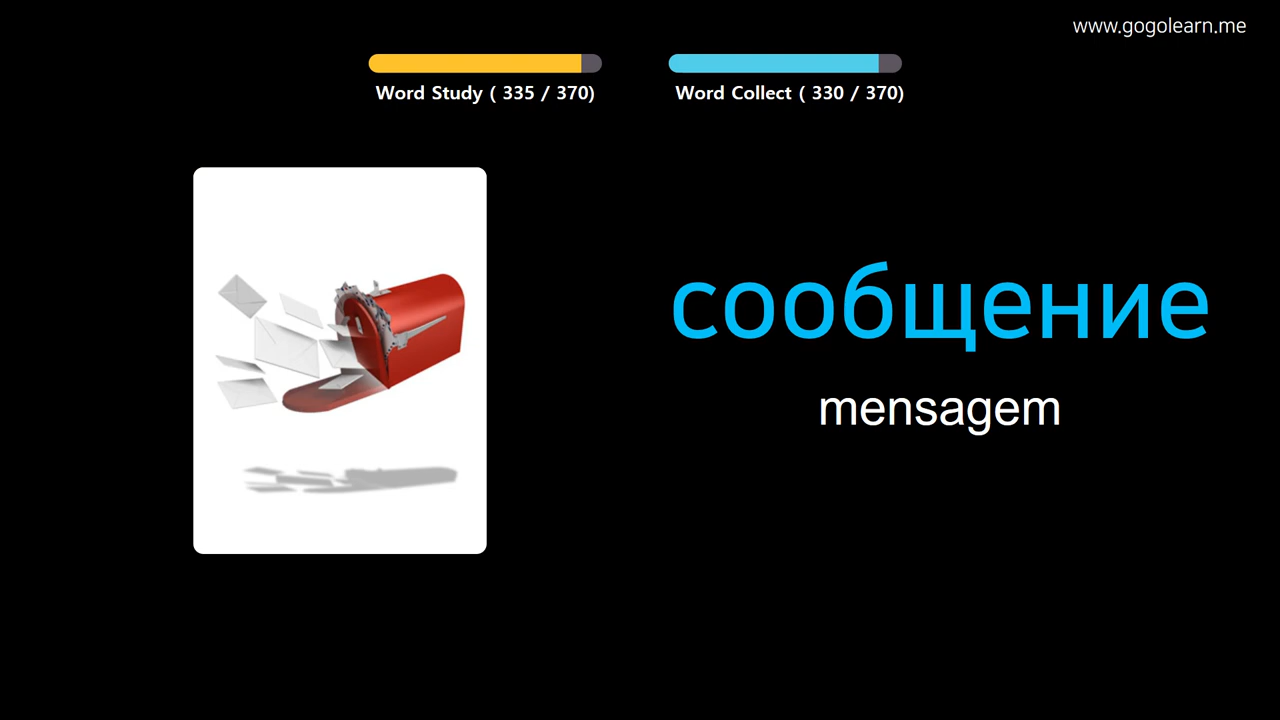 www.gogolearn.me
Word Study ( 335 / 370)
Word Collect ( 330 / 370)
сообщение
mensagem